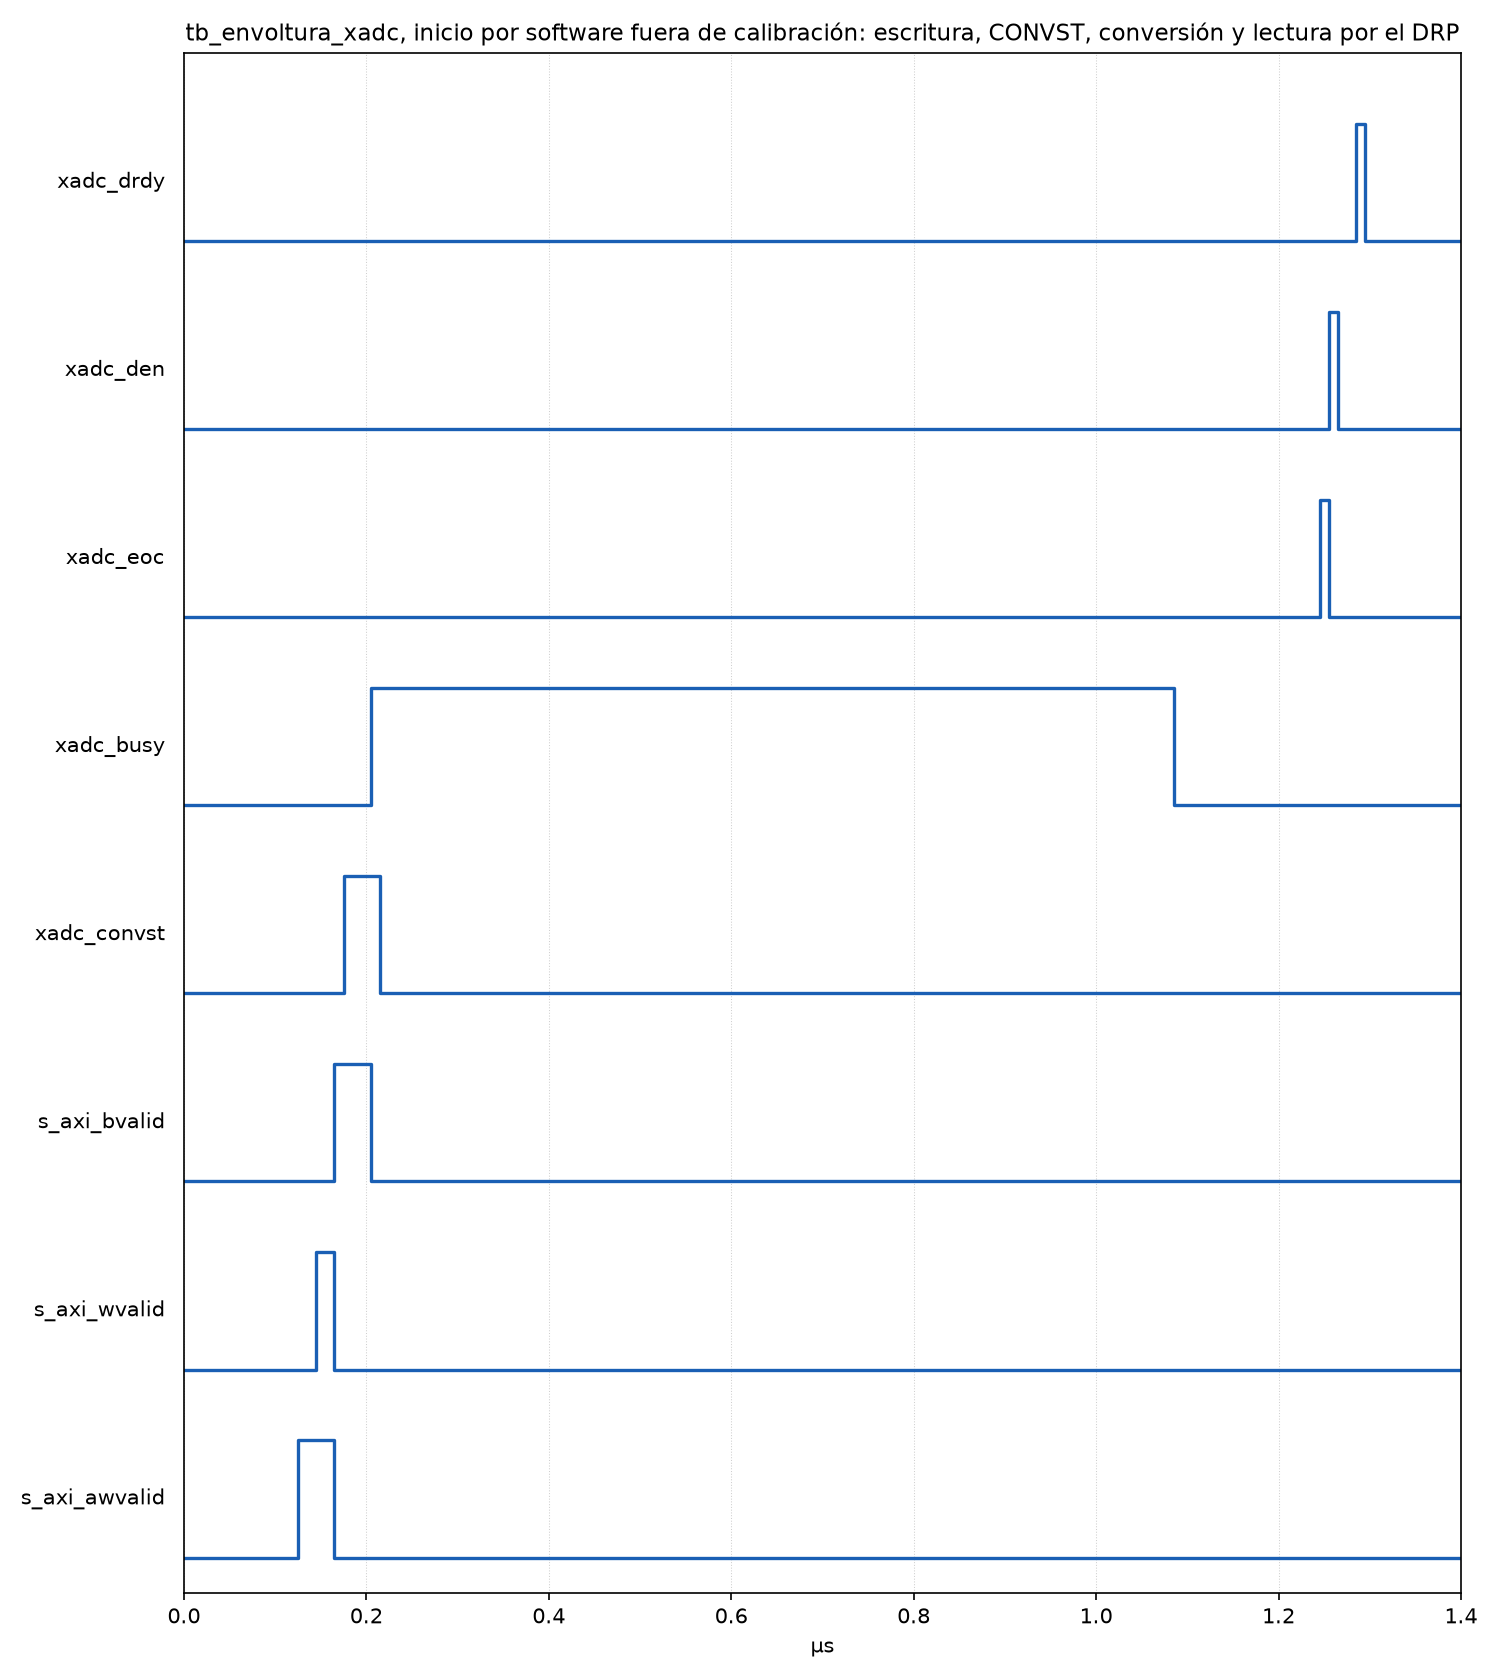 tb_envoltura_xadc, inicio por software fuera de calibración: escritura, CONVST, conversión y lectura por el DRP
xadc_drdy
xadc_den
xadc_eoc
xadc_busy
xadc_convst
s_axi_bvalid
s_axi_wvalid
s_axi_awvalid
0.0 0.2 0.4 0.6 0.8 1.0 1.2 1.4
µs